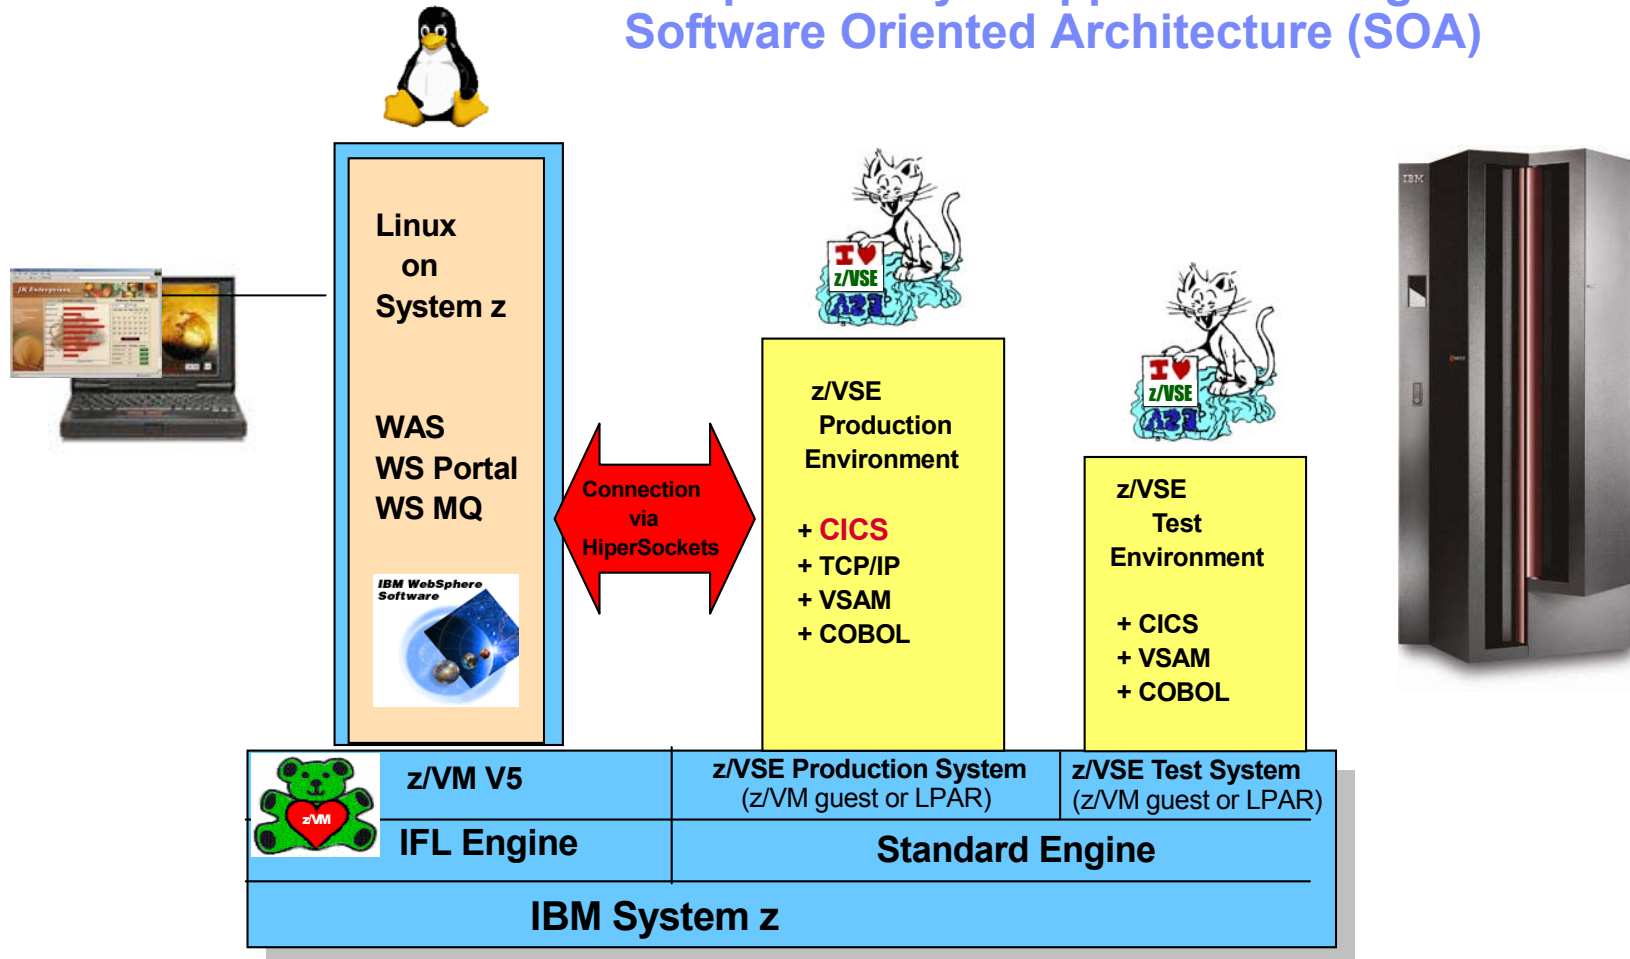 Software Oriented Architecture (SOA)
Linux
on
System z
WAS
WS Portal
WS MQ
IBM WebSphere
Software
Connection
via
HiperSockets
I ♥
z/VSE
z/VSE
Production
Environment
+ CICS
+ TCP/IP
+ VSAM
+ COBOL
I ♥
z/VSE
z/VSE
Test
Environment
+ CICS
+ VSAM
+ COBOL
IBM
JK Enterprises
z/VM
z/VM V5
z/VSE Production System
(z/VM guest or LPAR)
z/VSE Test System
(z/VM guest or LPAR)
IFL Engine
Standard Engine
IBM System z